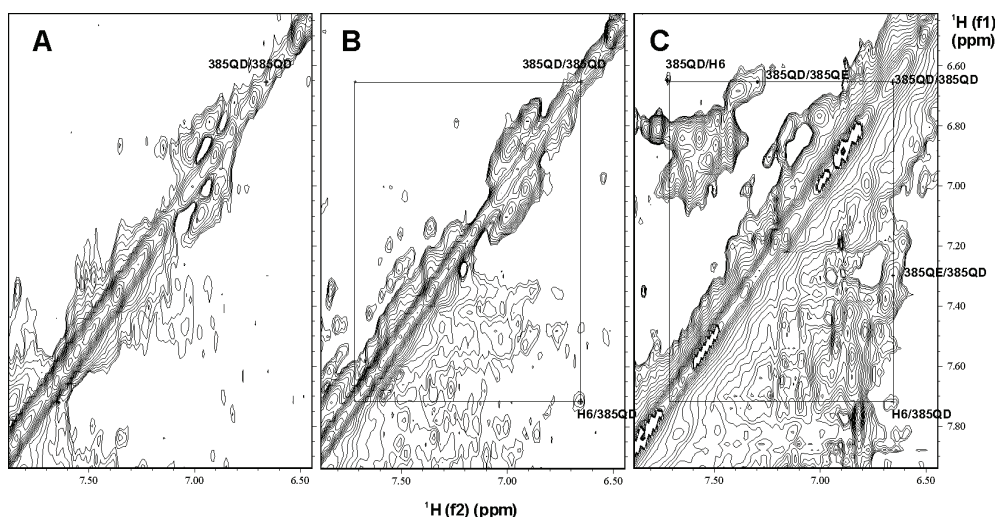 A
B
C
¹H (f1)
(ppm)
385QD/385QD
385QD/385QD
385QD/H6
385QD/385QE
385QD/385QD
385QE/385QD
H6/385QD
H6/385QD
6.60
6.80
7.00
7.20
7.40
7.60
7.80
7.50
7.00
6.50
7.50
7.00
6.50
7.50
7.00
6.50
¹H (f2) (ppm)